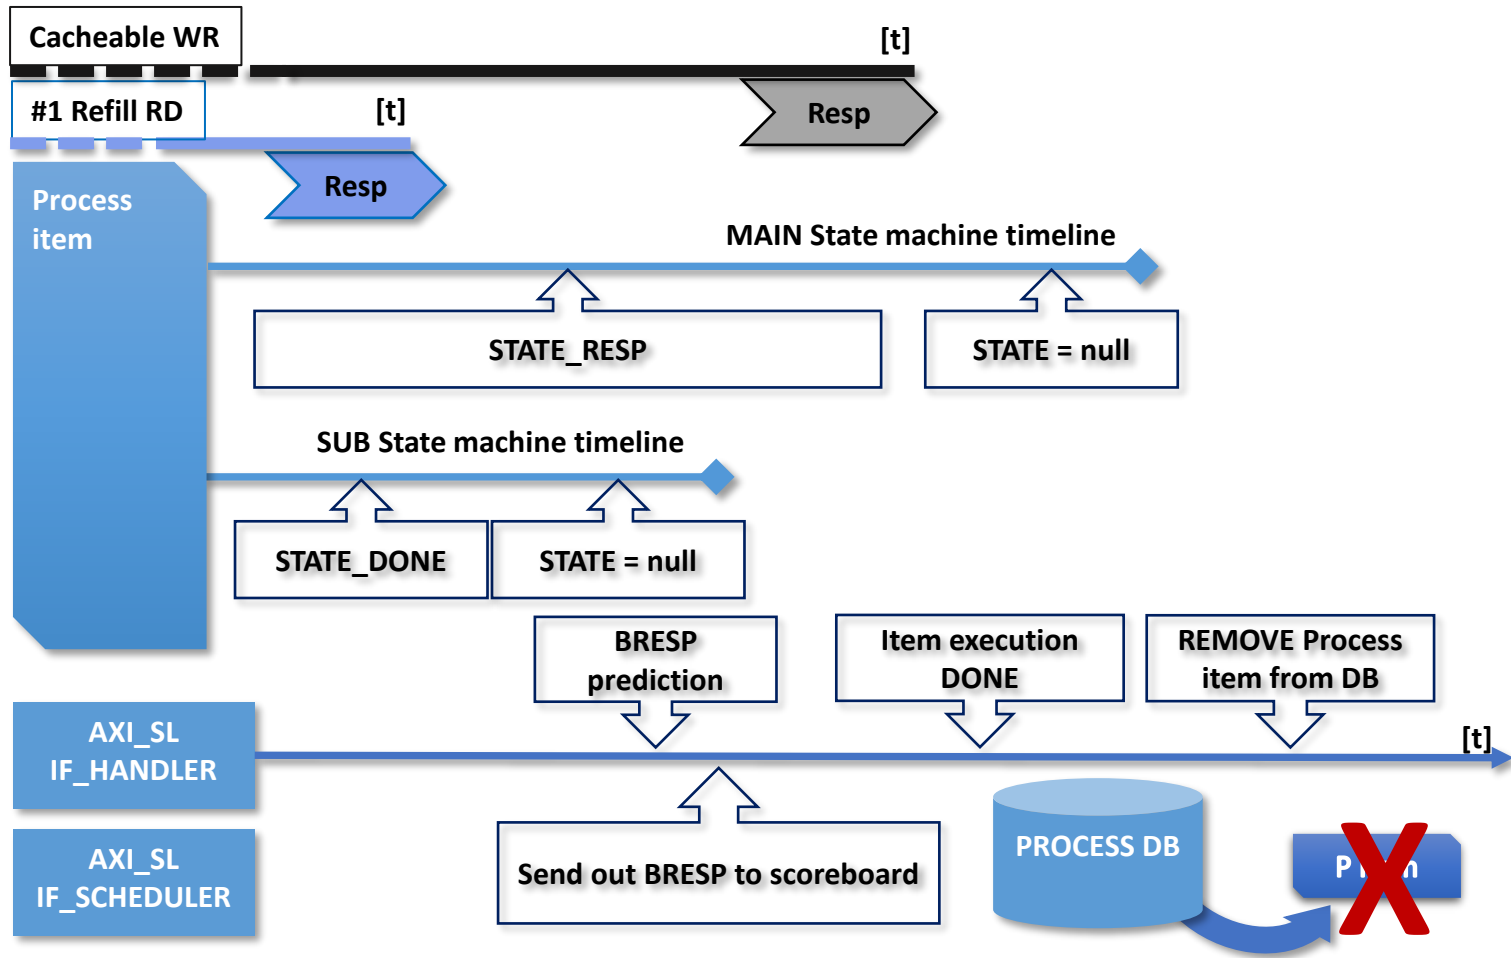 Cacheable WR
[t]
Resp
#1 Refill RD
[t]
Resp
Process
item
MAIN State machine timeline
STATE_RESP
STATE = null
SUB State machine timeline
STATE_DONE
STATE = null
BRESP
prediction
Item execution
DONE
REMOVE Process
item from DB
AXI_SL
IF_HANDLER
[t]
AXI_SL
IF_SCHEDULER
Send out BRESP to scoreboard
PROCESS DB
P
X